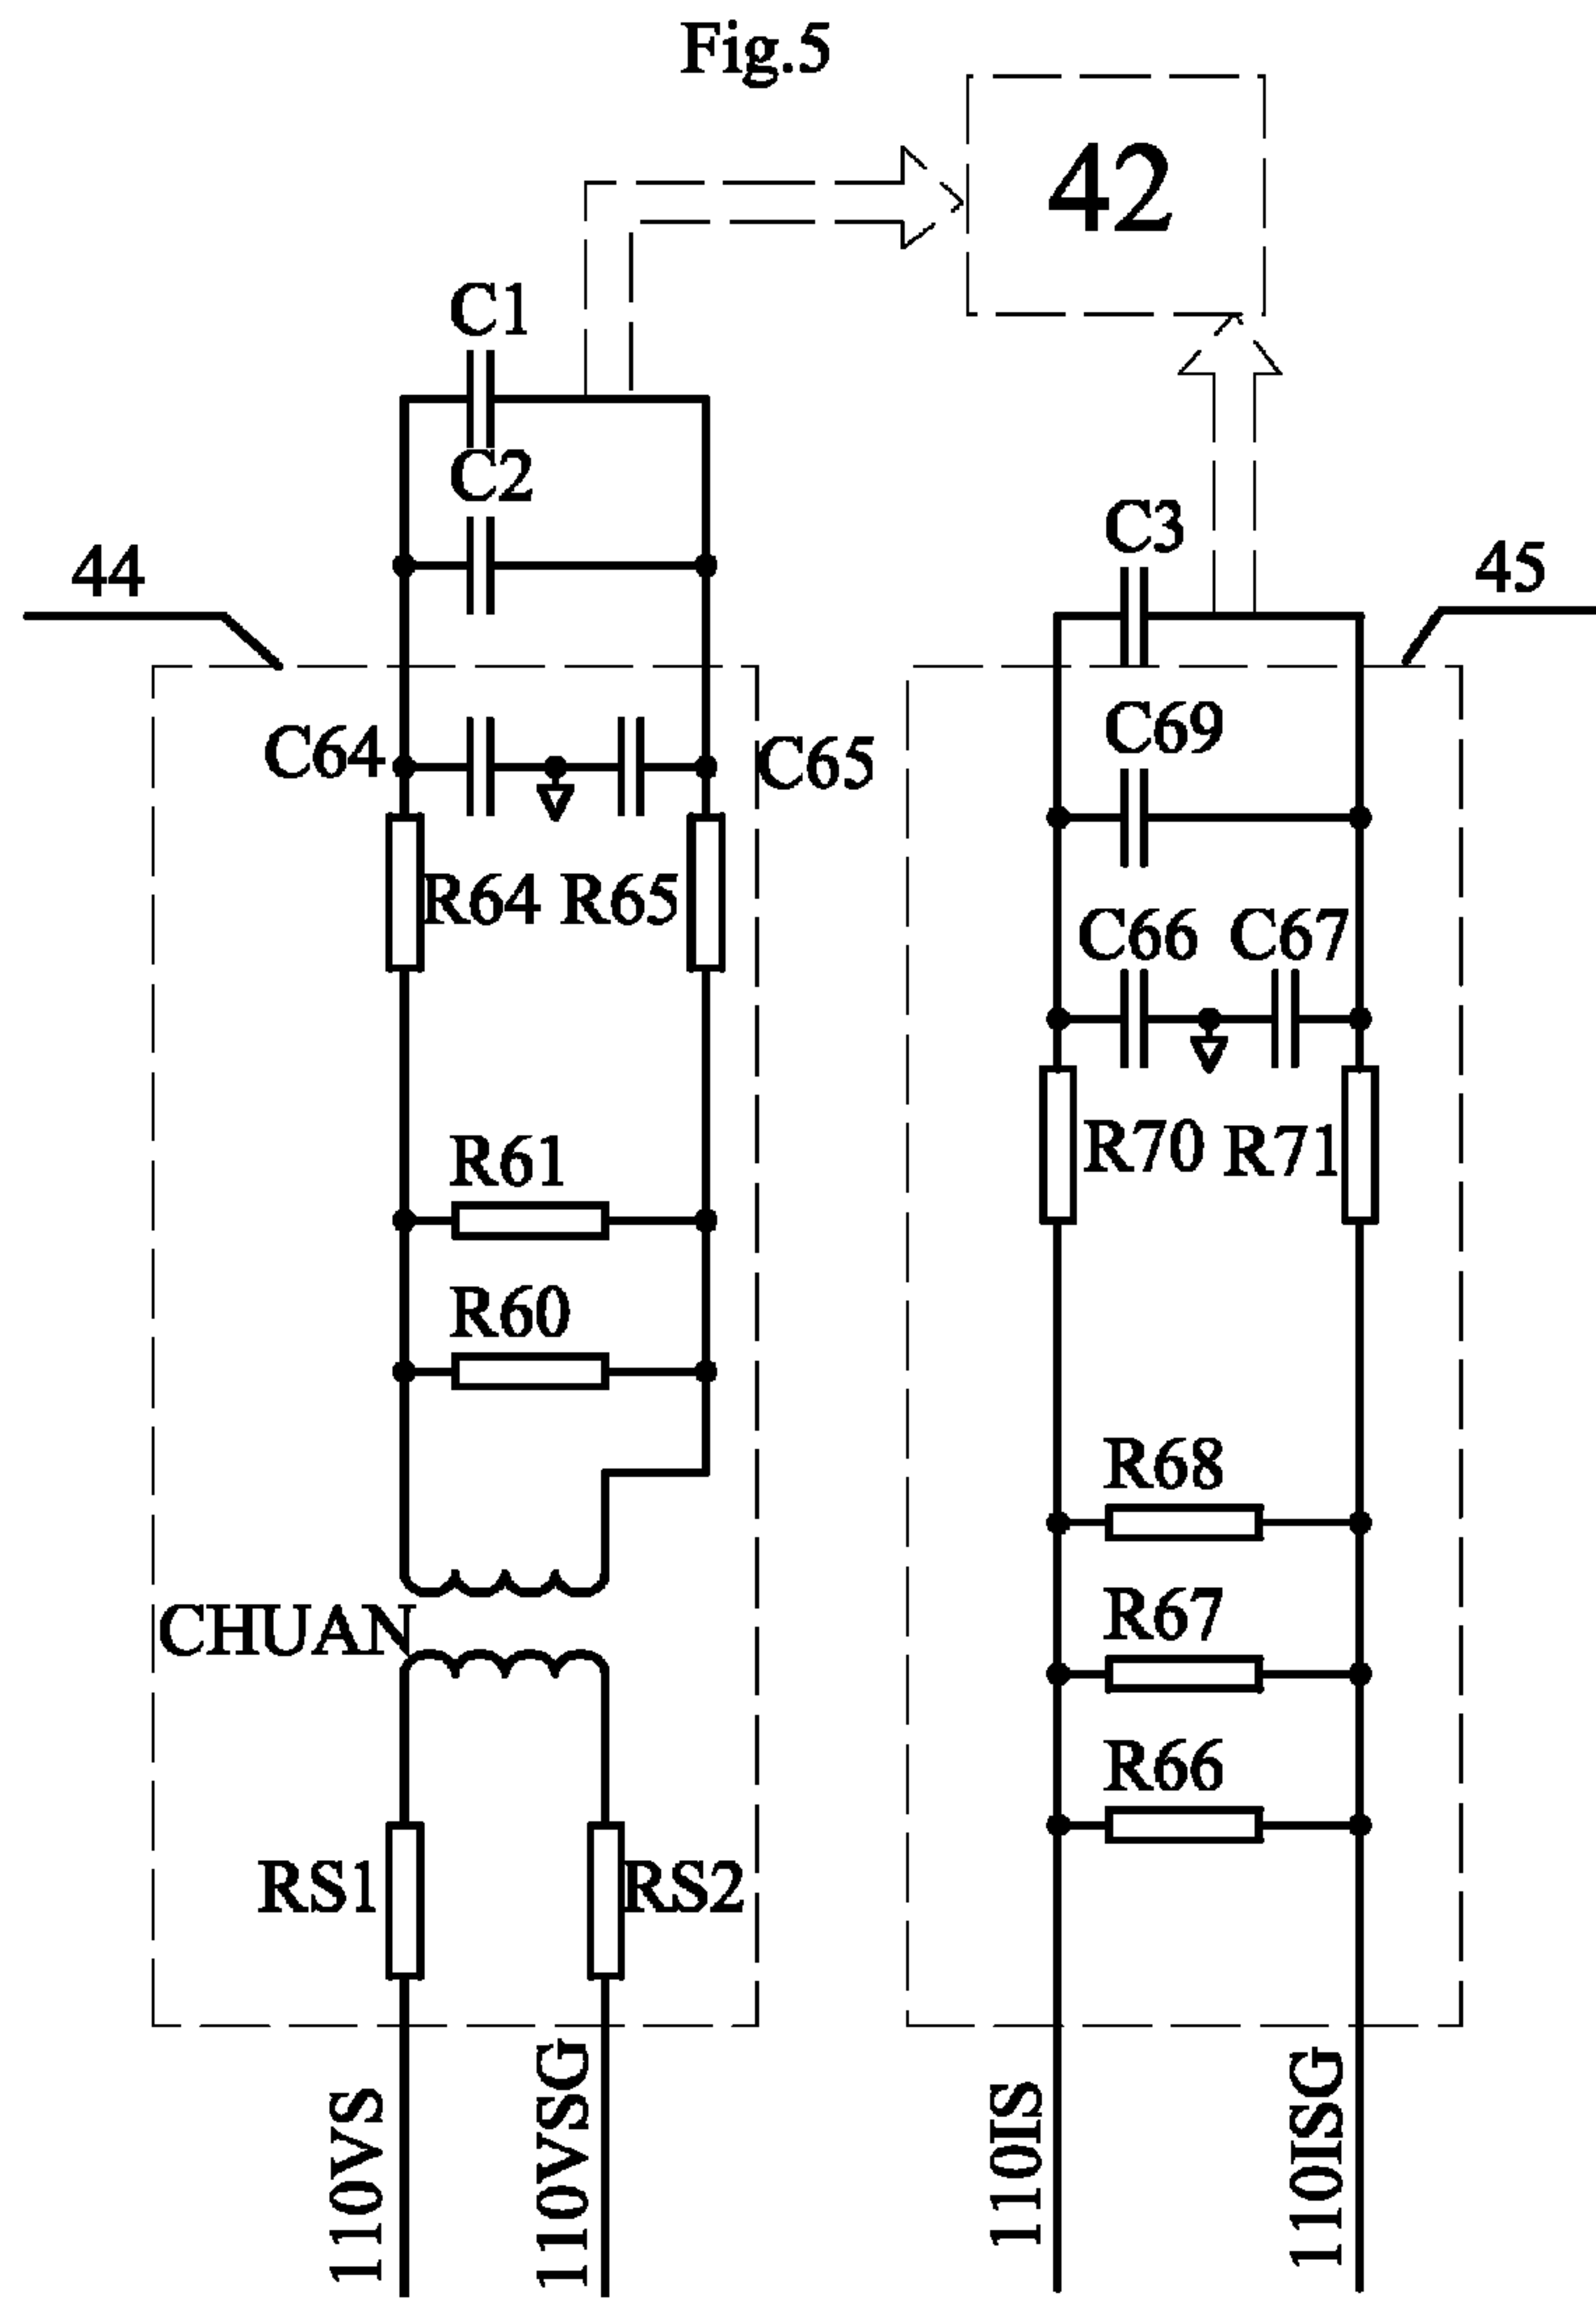 Fig.5
42
C1
C2
C3
44
45
C64
C65
C69
R64
R65
C66
C67
R61
R70
R71
R60
R68
CHUAN
R67
R66
RS1
RS2
110VS
110VSG
110IS
110ISG